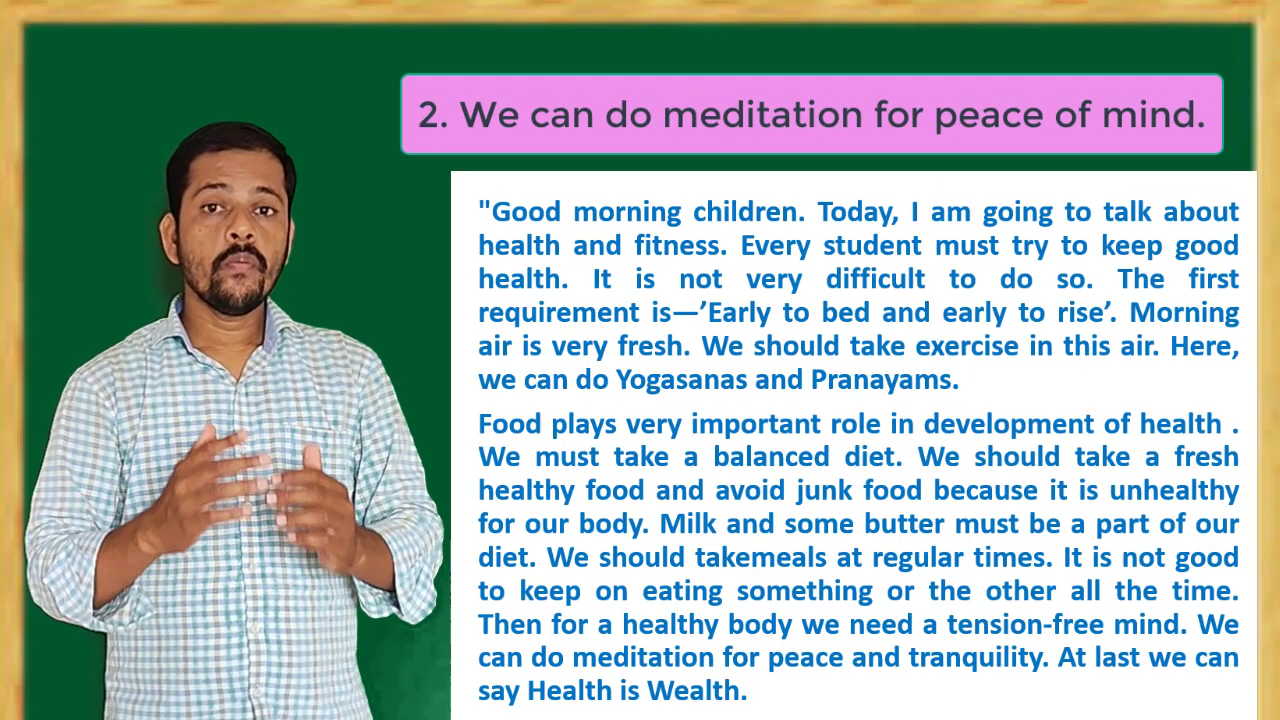 2. We can do meditation for peace of mind.
"Good morning children. Today, I am going to talk about
health and fitness. Every student must try to keep good
health. It is not very difficult to do so. The first
requirement is—’Early to bed and early to rise’. Morning
air is very fresh. We should take exercise in this air. Here,
we can do Yogasanas and Pranayams.
Food plays very important role in development of health .
We must take a balanced diet. We should take a fresh
healthy food and avoid junk food because it is unhealthy
for our body. Milk and some butter must be a part of our
diet. We should takemeals at regular times. It is not good
to keep on eating something or the other all the time.
Then for a healthy body we need a tension-free mind. We
can do meditation for peace and tranquility. At last we can
say Health is Wealth.